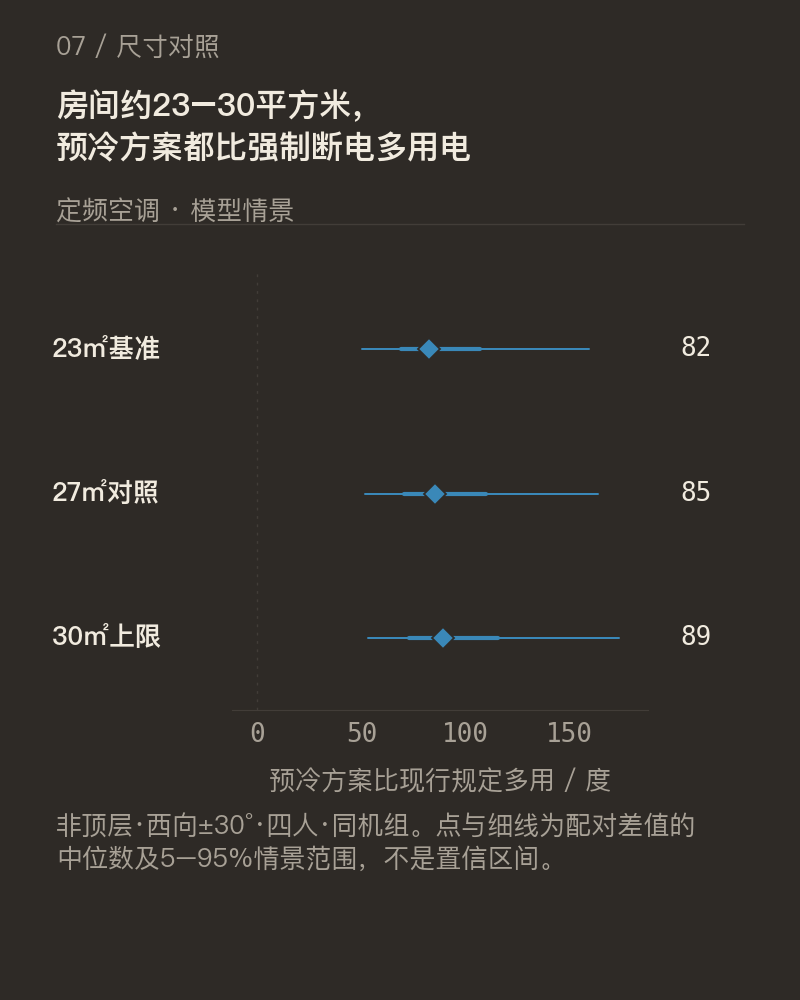 07 / 尺寸对照
房间约23—30平方米，
预冷方案都比强制断电多用电
定频空调 · 模型情景
23㎡基准 82
27㎡对照 85
30㎡上限 89
0 50 100 150
预冷方案比现行规定多用 / 度
非顶层·西向±30°·四人·同机组。点与细线为配对差值的
中位数及5—95%情景范围，不是置信区间。